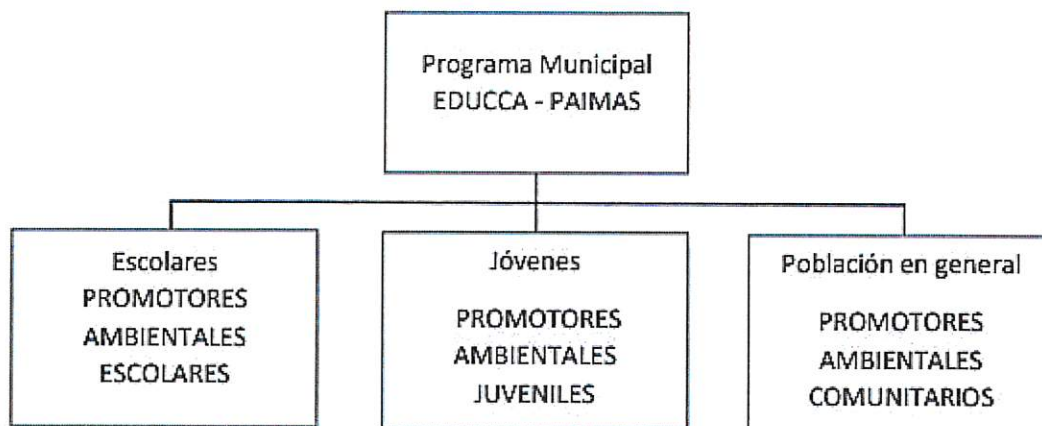 Programa Municipal
EDUCCA - PAIMAS
Escolares
PROMOTORES
AMBIENTALES
ESCOLARES
Jóvenes
PROMOTORES
AMBIENTALES
JUVENILES
Población en general
PROMOTORES
AMBIENTALES
COMUNITARIOS